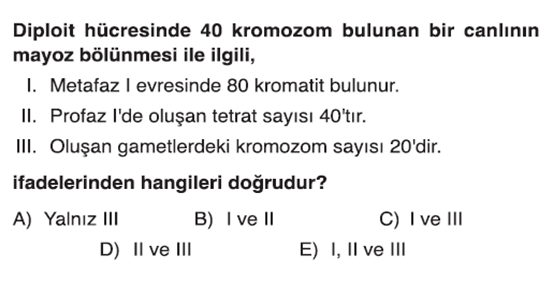 Diploit hücresinde 40 kromozom bulunan bir canlının
mayoz bölünmesi ile ilgili,
I. Metafaz I evresinde 80 kromatit bulunur.
II. Profaz I'de oluşan tetrat sayısı 40'tır.
III. Oluşan gametlerdeki kromozom sayısı 20'dir.
ifadelerinden hangileri doğrudur?
A) Yalnız III B) I ve II C) I ve III
D) II ve III E) I, II ve III